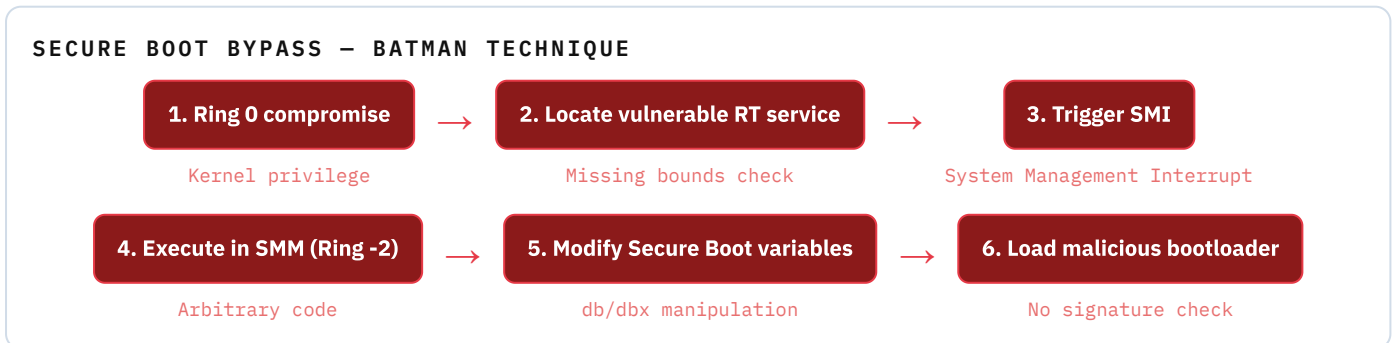 SECURE BOOT BYPASS — BATMAN TECHNIQUE
1. Ring 0 compromise → 2. Locate vulnerable RT service → 3. Trigger SMI
Kernel privilege Missing bounds check System Management Interrupt
4. Execute in SMM (Ring -2) → 5. Modify Secure Boot variables → 6. Load malicious bootloader
Arbitrary code db/dbx manipulation No signature check